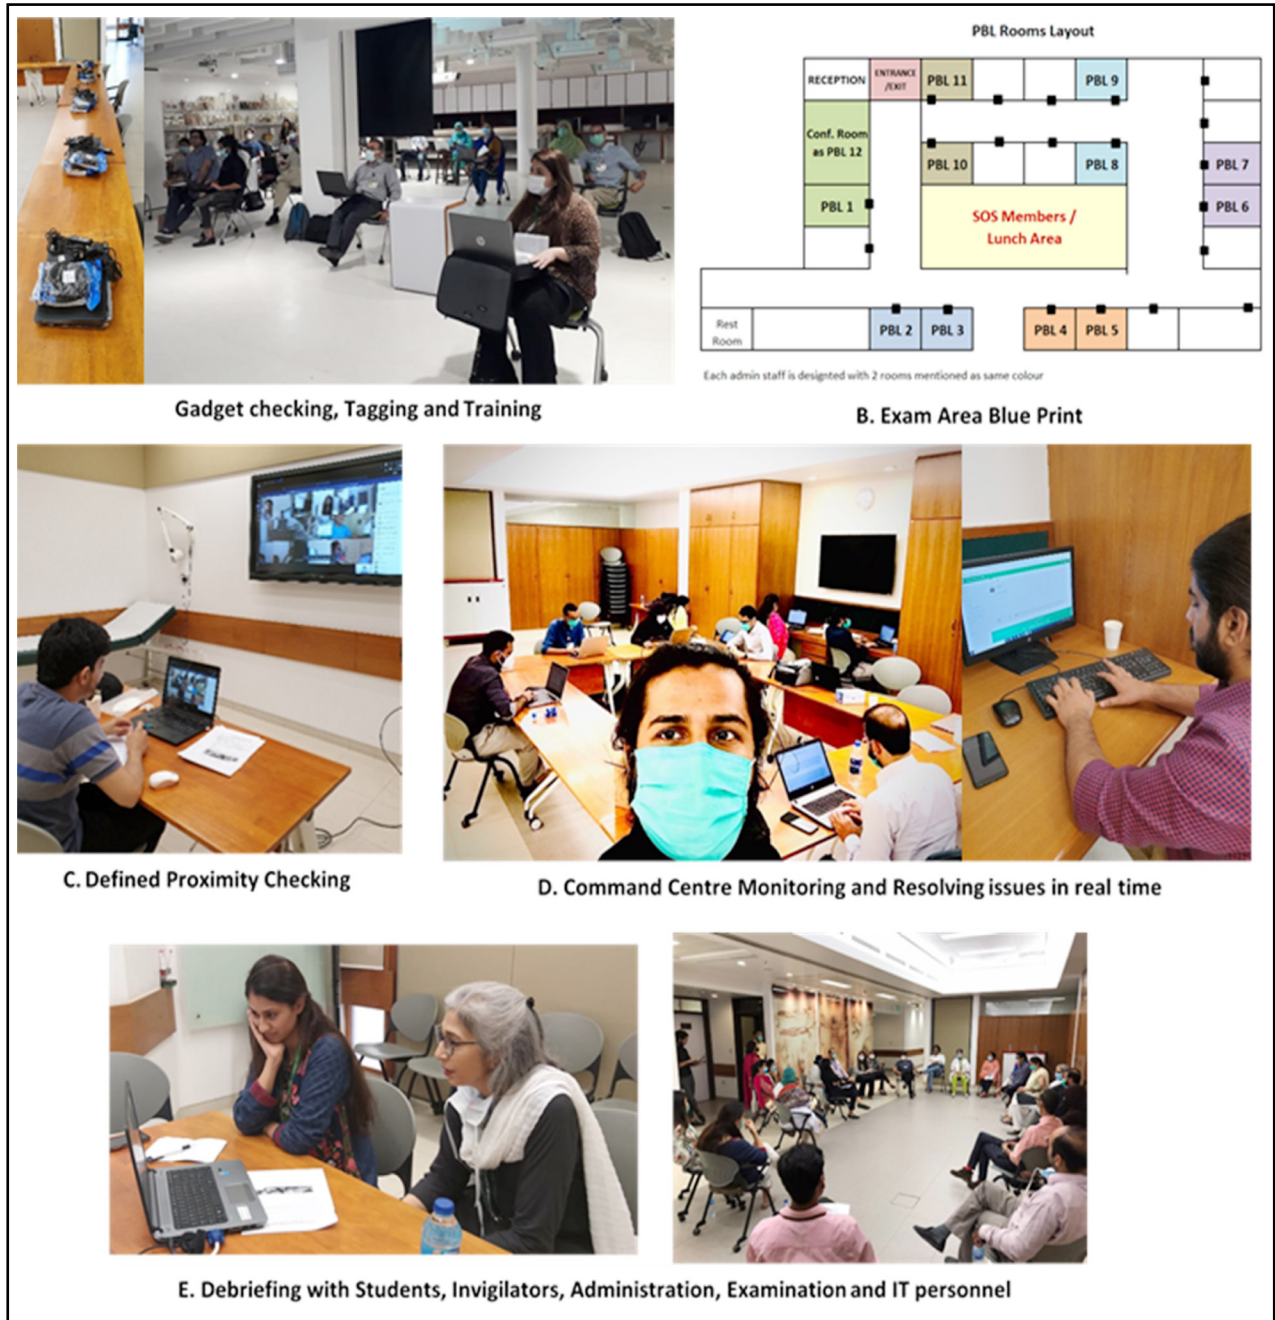 PBL Rooms Layout
RECEPTION
ENTRANCE
/EXIT
PBL 11
PBL 9
Conf. Room
as PBL 12
PBL 10
PBL 8
PBL 7
PBL 1
SOS Members /
Lunch Area
PBL 6
Rest
Room
PBL 2
PBL 3
PBL 4
PBL 5
Each admin staff is designted with 2 rooms mentioned as same colour
Gadget checking, Tagging and Training
B. Exam Area Blue Print
C. Defined Proximity Checking
D. Command Centre Monitoring and Resolving issues in real time
E. Debriefing with Students, Invigilators, Administration, Examination and IT personnel